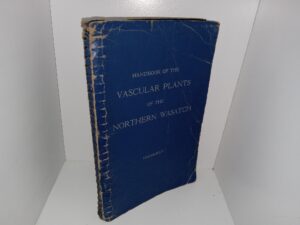 HANDBOOK OF THE
VASCULAR PLANTS
OF THE
NORTHERN WASATCH